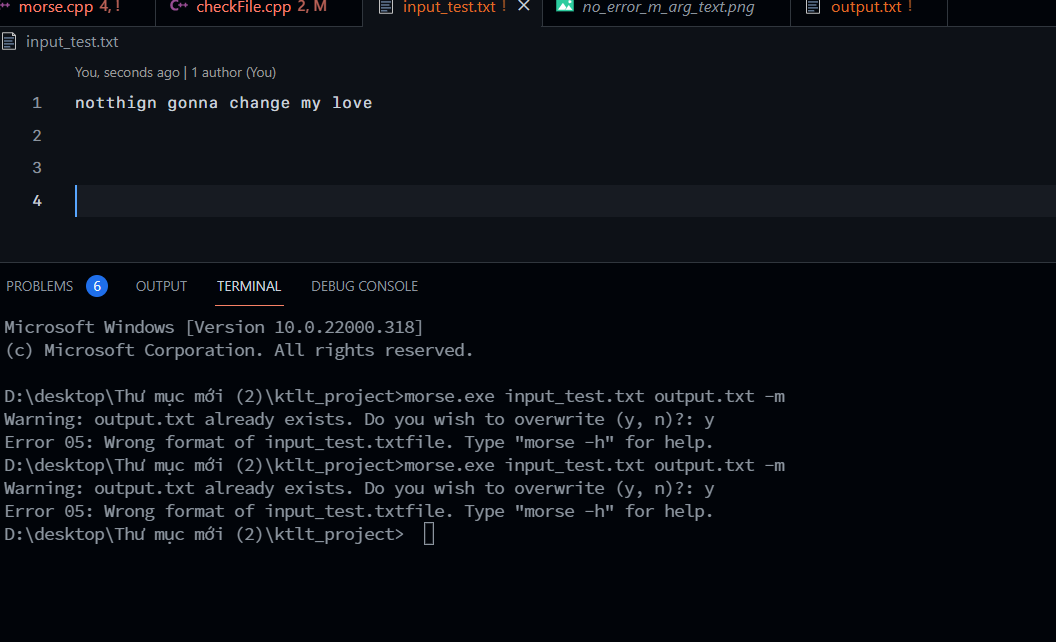 morse.cpp 4, !
checkFile.cpp 2, M
input_test.txt !
no_error_m_arg_text.png
output.txt !
input_test.txt
You, seconds ago | 1 author (You)
1 notthign gonna change my love
2
3
4
PROBLEMS 6 OUTPUT TERMINAL DEBUG CONSOLE
Microsoft Windows [Version 10.0.22000.318]
(c) Microsoft Corporation. All rights reserved.
D:\desktop\Thư mục mới (2)\ktlt_project>morse.exe input_test.txt output.txt -m
Warning: output.txt already exists. Do you wish to overwrite (y, n)?: y
Error 05: Wrong format of input_test.txtfile. Type "morse -h" for help.
D:\desktop\Thư mục mới (2)\ktlt_project>morse.exe input_test.txt output.txt -m
Warning: output.txt already exists. Do you wish to overwrite (y, n)?: y
Error 05: Wrong format of input_test.txtfile. Type "morse -h" for help.
D:\desktop\Thư mục mới (2)\ktlt_project>